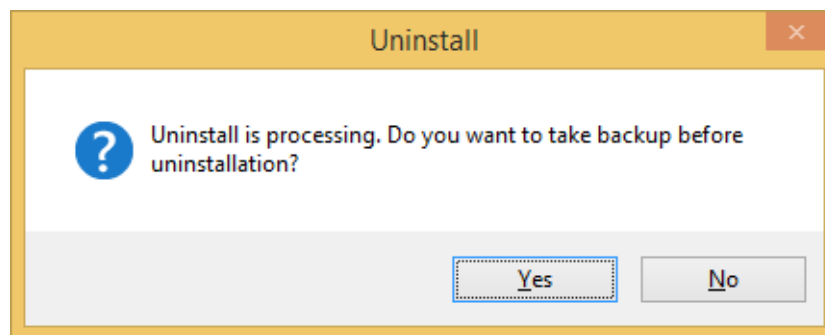 Uninstall
Uninstall is processing. Do you want to take backup before
uninstallation?
Yes
No